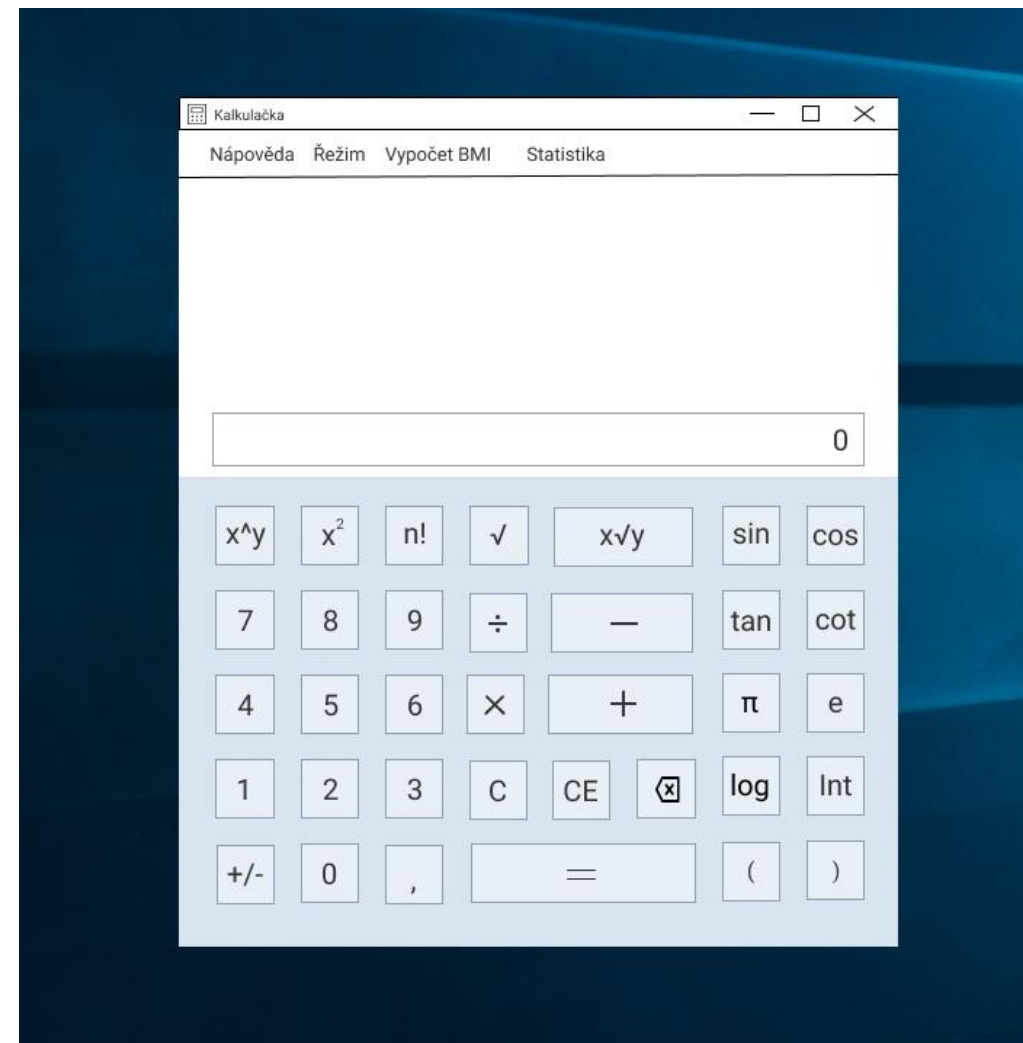 Kalkulačka
Nápověda Řežim Vypočet BMI Statistika
0
x^y x² n! √ x√y sin cos
7 8 9 ÷ — tan cot
4 5 6 × + π e
1 2 3 C CE x log Int
+/- 0 , = ( )